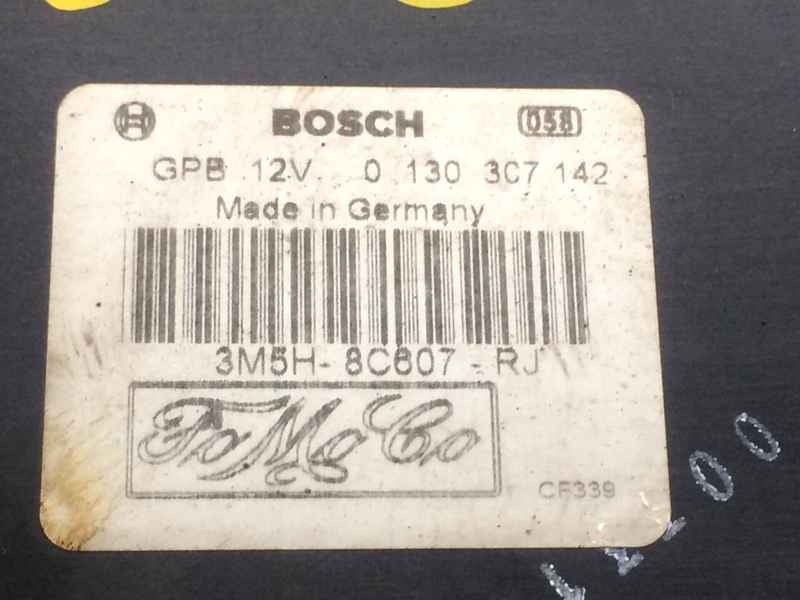 BOSCH 058
GPB 12V 0 130 3C7 142
Made in Germany
3M5H-8C607-RJ
FoMoCo
CF339